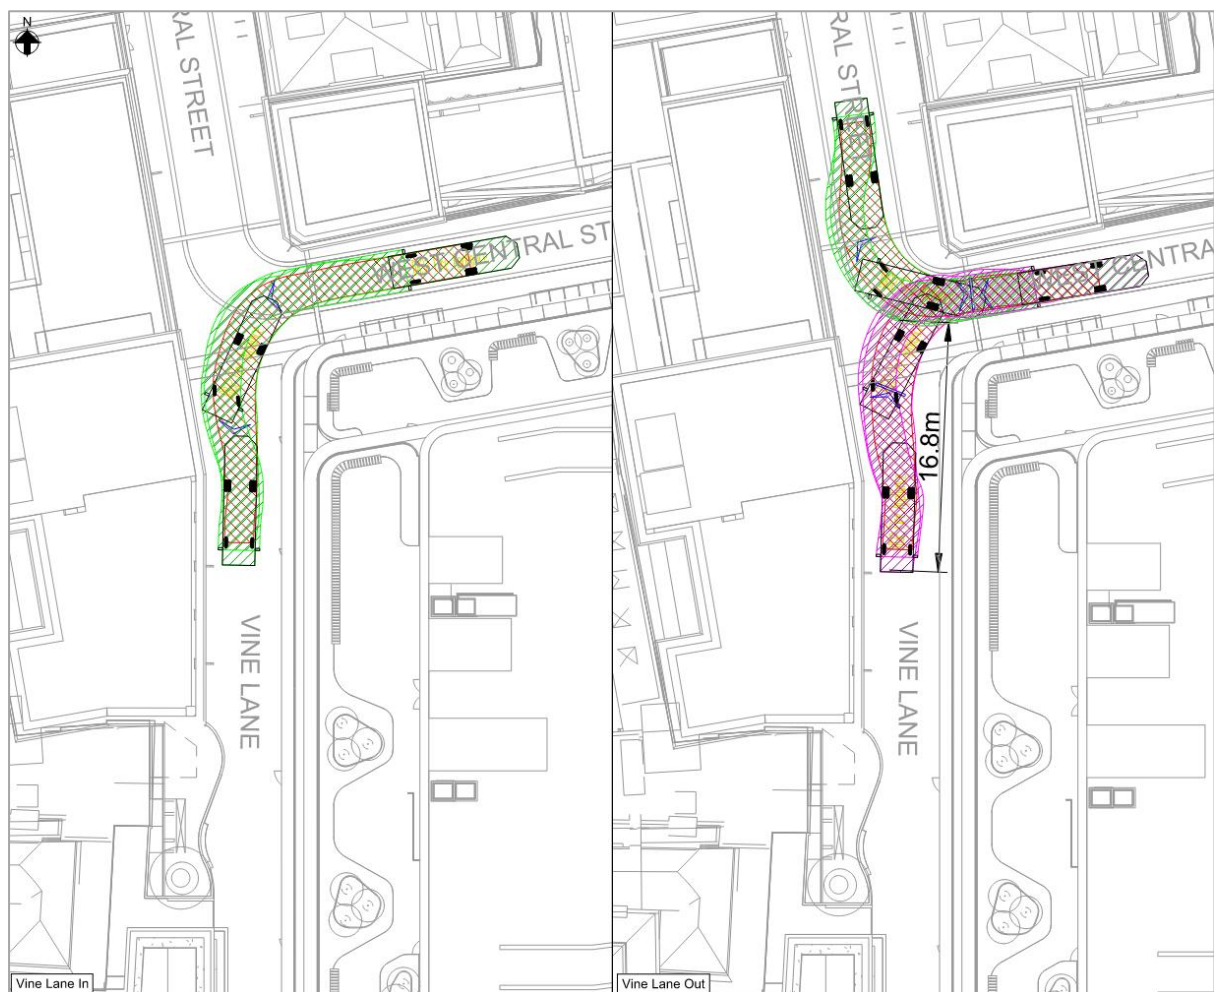 N
RAL STREET
WEST CENTRAL ST
VINE LANE
Vine Lane In
RAL ST
WEST CENTRA
16.8m
VINE LANE
Vine Lane Out